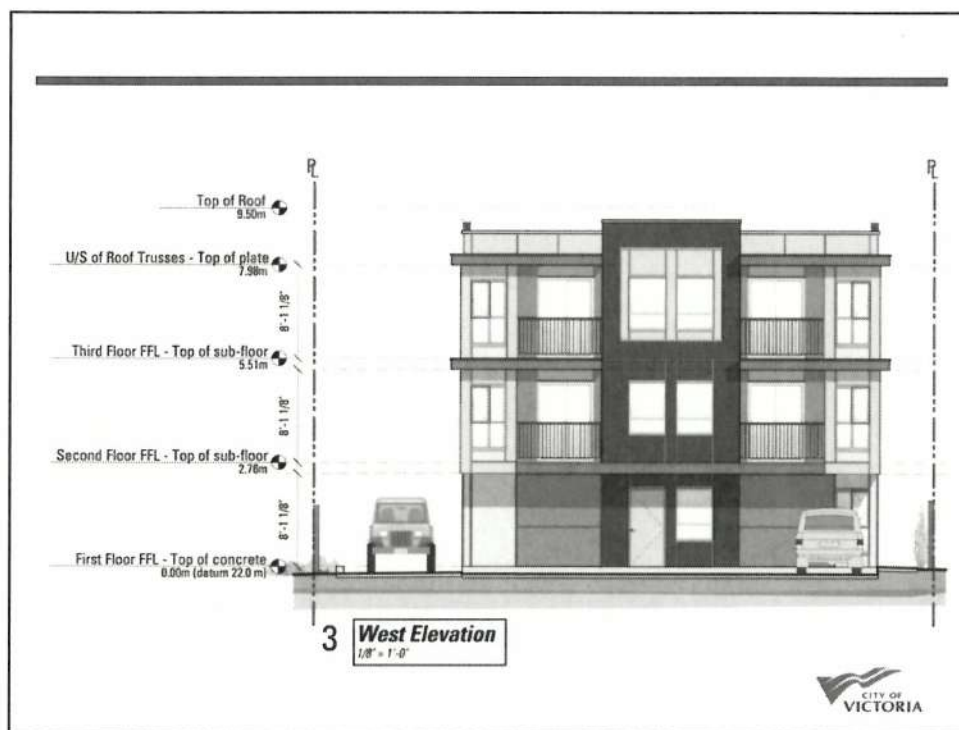 PL
PL
Top of Roof
9.50m
U/S of Roof Trusses - Top of plate
7.98m
8'-1 1/8"
Third Floor FFL - Top of sub-floor
5.51m
8'-1 1/8"
Second Floor FFL - Top of sub-floor
2.76m
8'-1 1/8"
First Floor FFL - Top of concrete
0.00m (datum 22.0 m)
3
West Elevation
1/8" = 1'-0"
CITY OF
VICTORIA